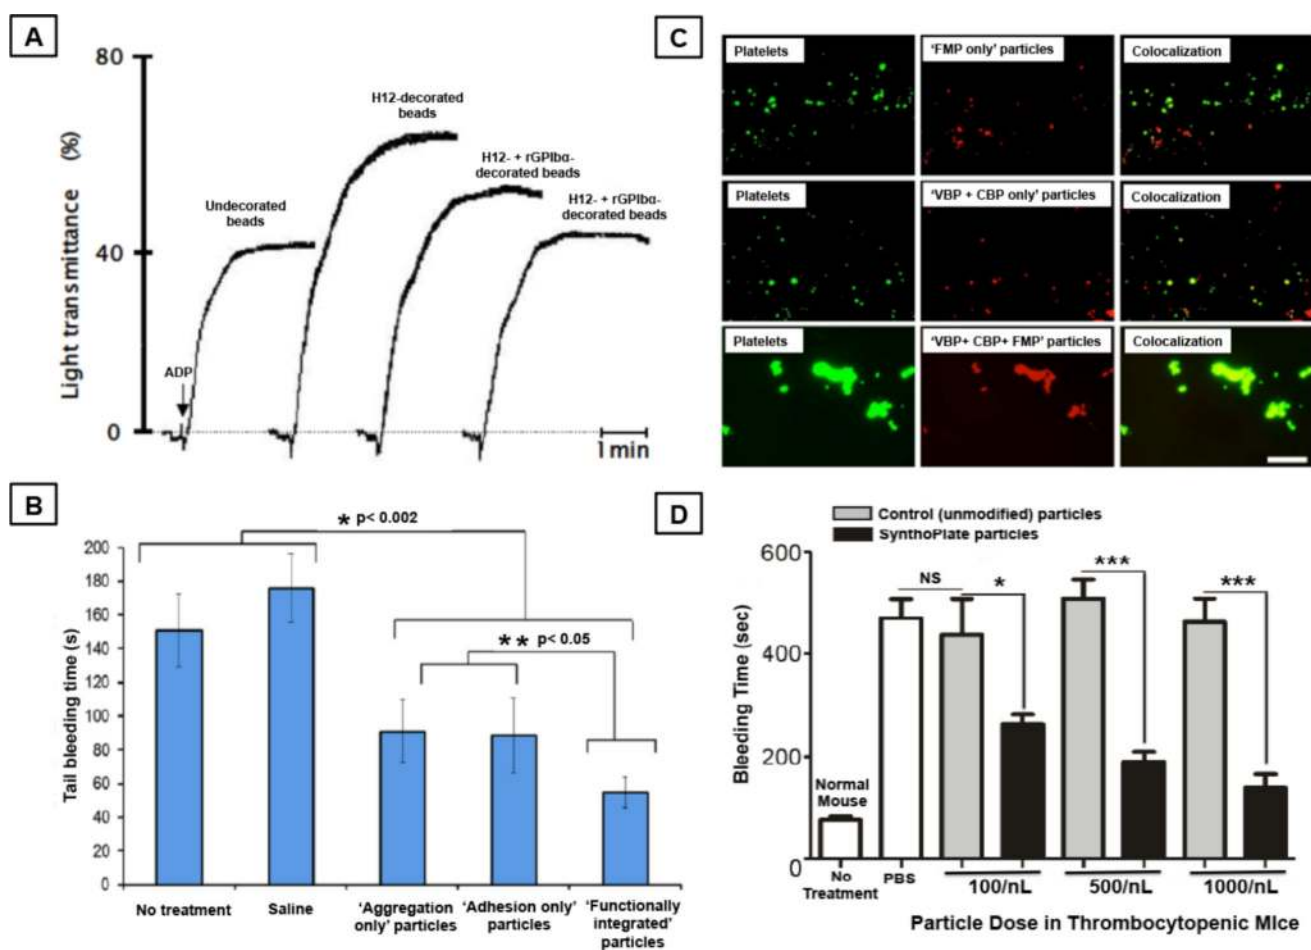 A
80
40
0
Light transmittance (%)
ADP
Undecorated
beads
H12-decorated
beads
H12- + rGPIbα-
decorated beads
H12- + rGPIbα-
decorated beads
1 min
C
Platelets
'FMP only' particles
Colocalization
Platelets
'VBP + CBP only' particles
Colocalization
Platelets
'VBP+ CBP+ FMP' particles
Colocalization
B
* p< 0.002
** p< 0.05
Tail bleeding time (s)
200
180
160
140
120
100
80
60
40
20
0
No treatment
Saline
'Aggregation
only' particles
'Adhesion only'
particles
'Functionally
integrated'
particles
D
Control (unmodified) particles
SynthoPlate particles
Bleeding Time (sec)
600
400
200
0
NS
*
***
***
Normal
Mouse
No
Treatment
PBS
100/nL
500/nL
1000/nL
Particle Dose in Thrombocytopenic MIce